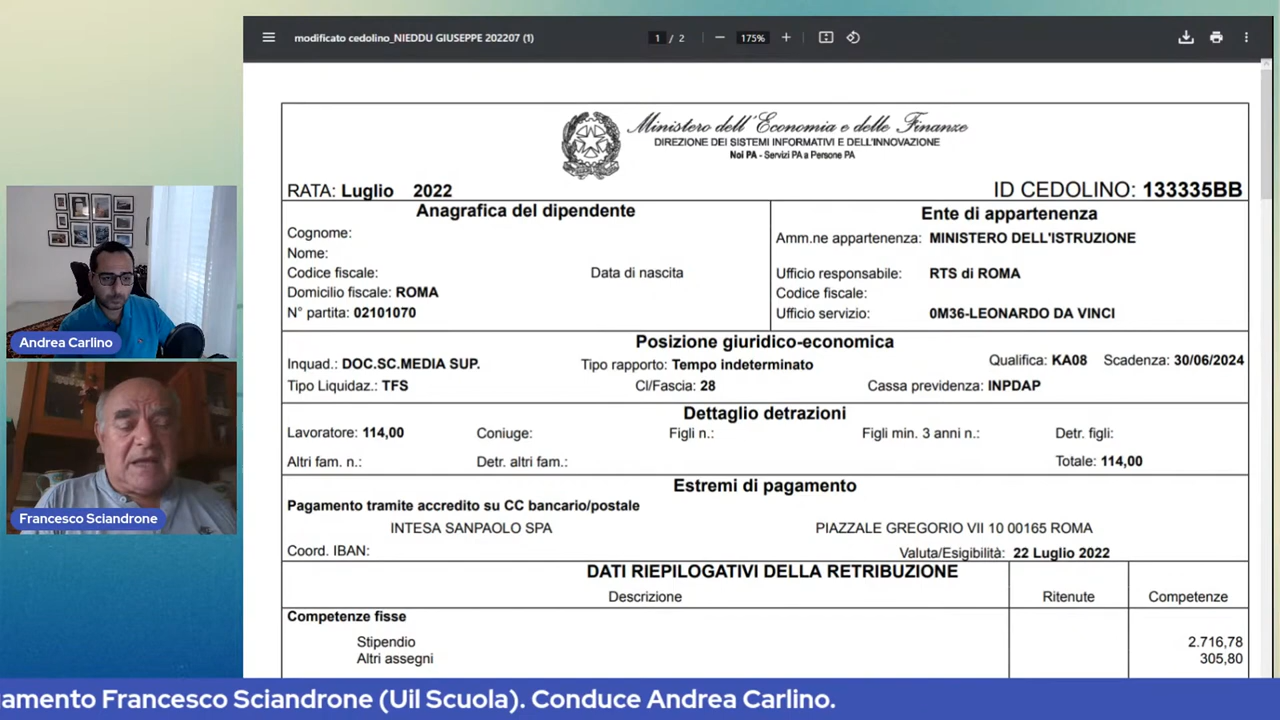 modificato cedolino_NIEDDU GIUSEPPE 202207 (1)
1 / 2
175%
Ministero dell'Economia e delle Finanze
DIREZIONE DEI SISTEMI INFORMATIVI E DELL'INNOVAZIONE
Noi PA - Servizi PA a Persone PA
RATA: Luglio 2022
ID CEDOLINO: 133335BB
Anagrafica del dipendente
Cognome:
Nome:
Codice fiscale: Data di nascita
Domicilio fiscale: ROMA
N° partita: 02101070
Ente di appartenenza
Amm.ne appartenenza: MINISTERO DELL'ISTRUZIONE
Ufficio responsabile: RTS di ROMA
Codice fiscale:
Ufficio servizio: 0M36-LEONARDO DA VINCI
Posizione giuridico-economica
Inquad.: DOC.SC.MEDIA SUP. Tipo rapporto: Tempo indeterminato Qualifica: KA08 Scadenza: 30/06/2024
Tipo Liquidaz.: TFS Cl/Fascia: 28 Cassa previdenza: INPDAP
Dettaglio detrazioni
Lavoratore: 114,00 Coniuge: Figli n.: Figli min. 3 anni n.: Detr. figli:
Altri fam. n.: Detr. altri fam.: Totale: 114,00
Estremi di pagamento
Pagamento tramite accredito su CC bancario/postale
INTESA SANPAOLO SPA PIAZZALE GREGORIO VII 10 00165 ROMA
Coord. IBAN: Valuta/Esigibilità: 22 Luglio 2022
DATI RIEPILOGATIVI DELLA RETRIBUZIONE
Descrizione Ritenute Competenze
Competenze fisse
Stipendio 2.716,78
Altri assegni 305,80
Andrea Carlino
Francesco Sciandrone
gamento Francesco Sciandrone (Uil Scuola). Conduce Andrea Carlino.